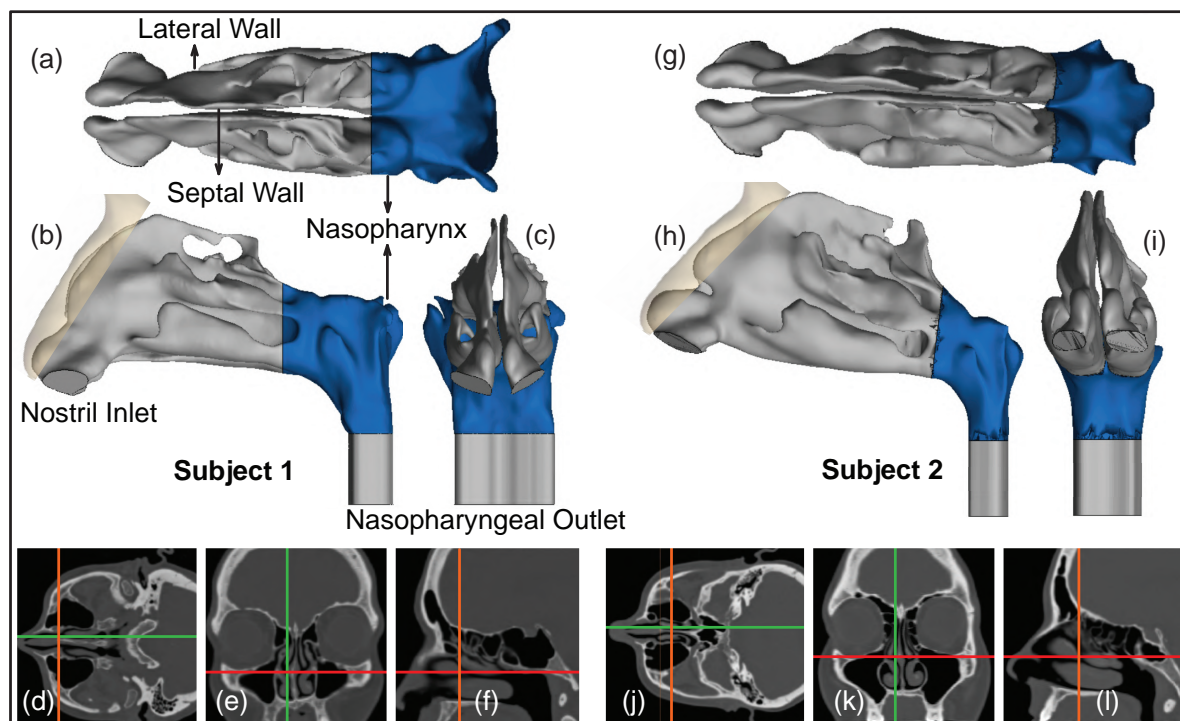 Lateral Wall
(a)
(g)
Septal Wall
Nasopharynx
(b)
(c)
(h)
(i)
Nostril Inlet
Subject 1
Subject 2
Nasopharyngeal Outlet
(d)
(e)
(f)
(j)
(k)
(l)